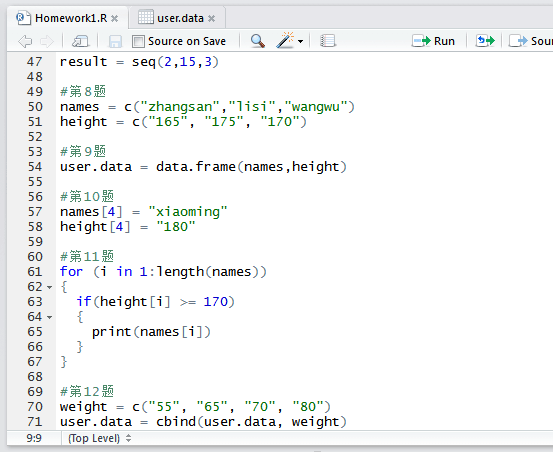 Homework1.R user.data
Source on Save Run Sour
47 result = seq(2,15,3)
48
49 #第8题
50 names = c("zhangsan","lisi","wangwu")
51 height = c("165", "175", "170")
52
53 #第9题
54 user.data = data.frame(names,height)
55
56 #第10题
57 names[4] = "xiaoming"
58 height[4] = "180"
59
60 #第11题
61 for (i in 1:length(names))
62 {
63 if(height[i] >= 170)
64 {
65 print(names[i])
66 }
67 }
68
69 #第12题
70 weight = c("55", "65", "70", "80")
71 user.data = cbind(user.data, weight)
9:9 (Top Level)